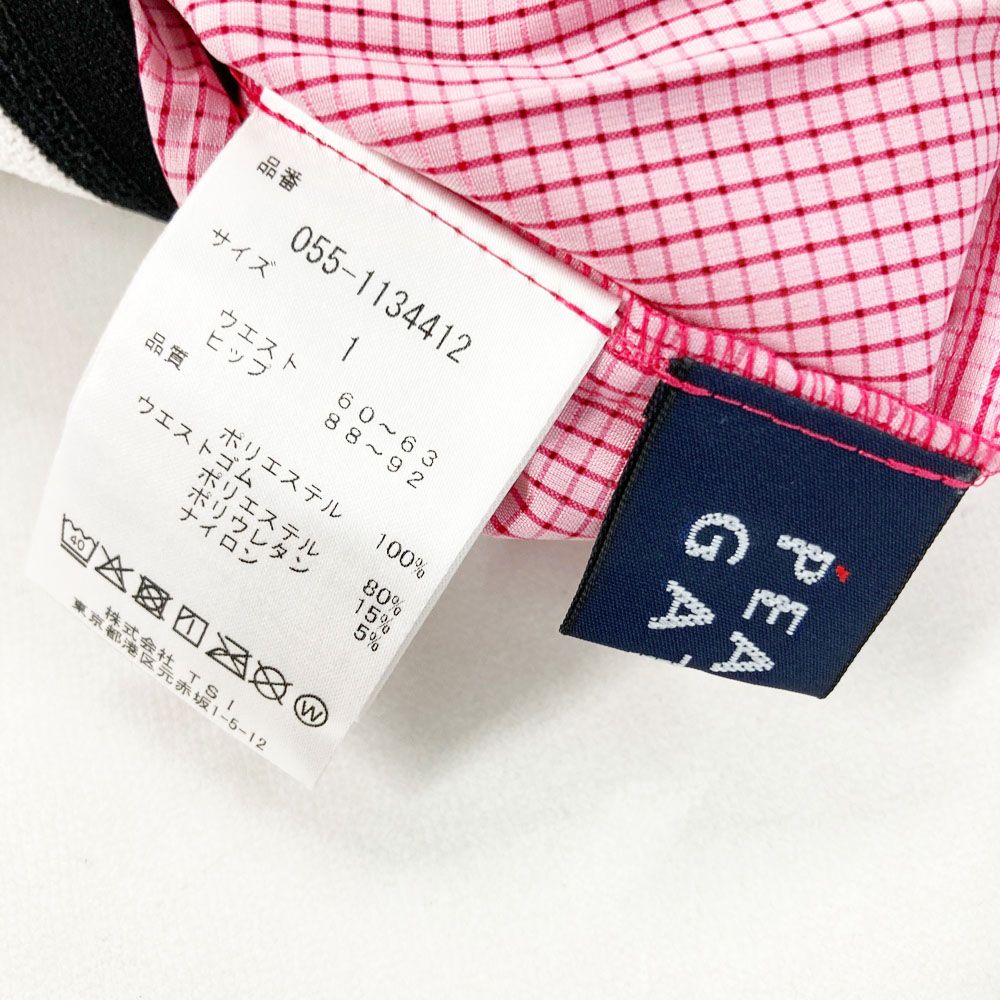 品番
055-1134412
サイズ
1
ウエスト 60～63
ヒップ 88～92
品質
ポリエステル 100%
ウエストゴム
ポリエステル 80%
ポリウレタン 15%
ナイロン 5%
40
W
株式会社 TSI
東京都港区元赤坂1-5-12
PEA
GA